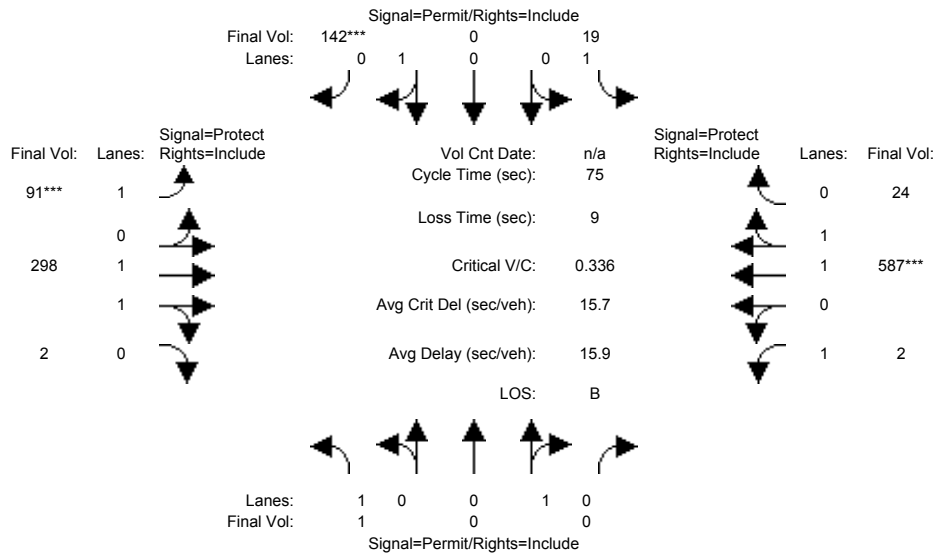 Signal=Permit/Rights=Include
Final Vol: 142*** 0 19
Lanes: 0 1 0 0 1
Signal=Protect Signal=Protect
Final Vol: Lanes: Rights=Include Vol Cnt Date: n/a Rights=Include Lanes: Final Vol:
Cycle Time (sec): 75
91*** 1 0 24
Loss Time (sec): 9
0 1
298 1 Critical V/C: 0.336 1 587***
1 Avg Crit Del (sec/veh): 15.7 0
2 0 Avg Delay (sec/veh): 15.9 1 2
LOS: B
Lanes: 1 0 0 1 0
Final Vol: 1 0 0
Signal=Permit/Rights=Include